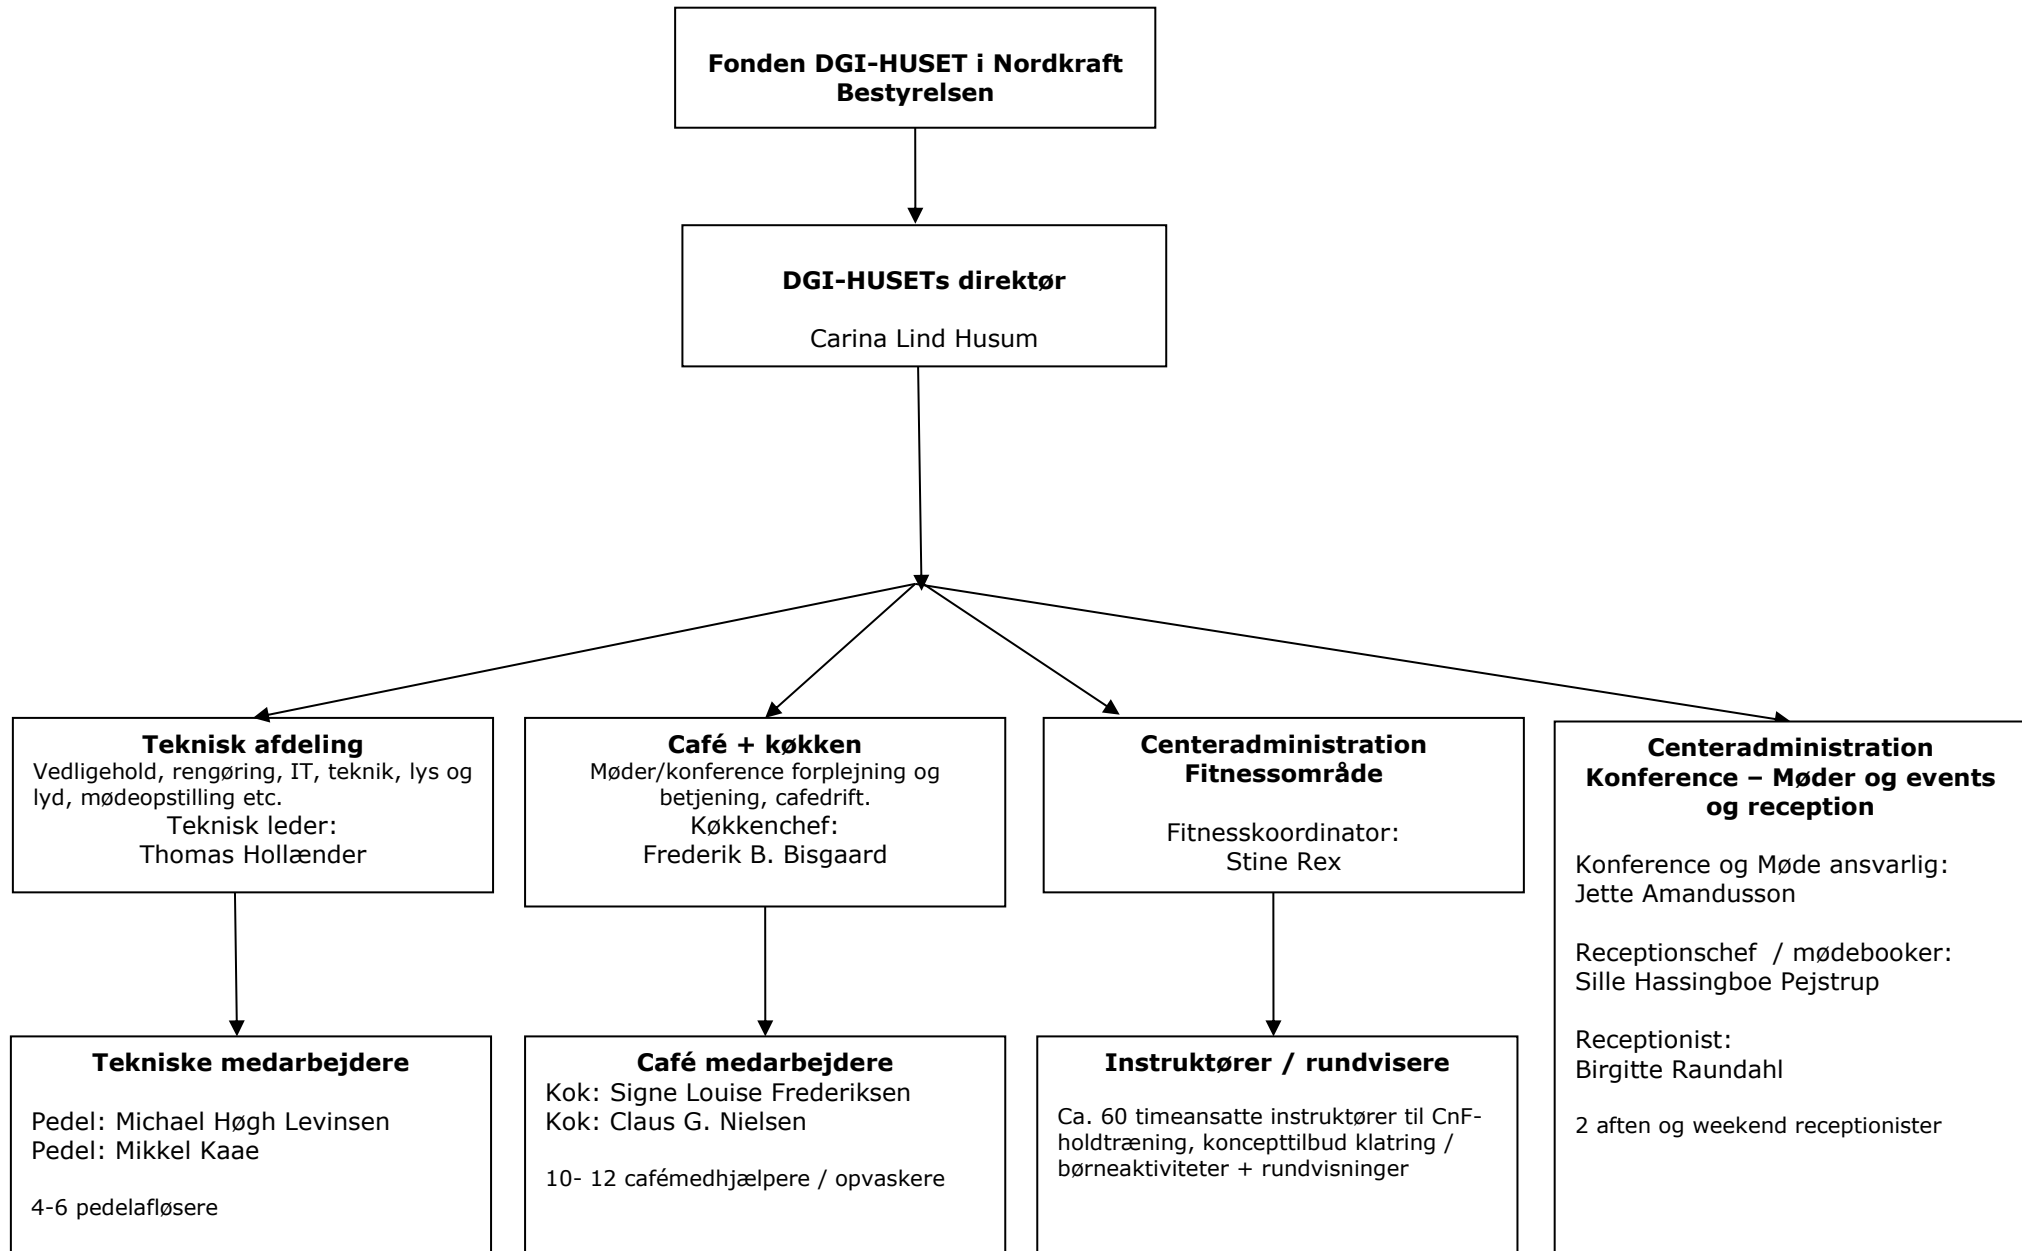 Fonden DGI-HUSET i Nordkraft
Bestyrelsen
DGI-HUSETs direktør
Carina Lind Husum
Teknisk afdeling
Vedligehold, rengøring, IT, teknik, lys og
lyd, mødeopstilling etc.
Teknisk leder:
Thomas Hollænder
Café + køkken
Møder/konference forplejning og
betjening, cafedrift.
Køkkenchef:
Frederik B. Bisgaard
Centeradministration
Fitnessområde
Fitnesskoordinator:
Stine Rex
Centeradministration
Konference – Møder og events
og reception
Konference og Møde ansvarlig:
Jette Amandusson
Receptionschef / mødebooker:
Sille Hassingboe Pejstrup
Receptionist:
Birgitte Raundahl
2 aften og weekend receptionister
Tekniske medarbejdere
Pedel: Michael Høgh Levinsen
Pedel: Mikkel Kaae
4-6 pedelafløsere
Café medarbejdere
Kok: Signe Louise Frederiksen
Kok: Claus G. Nielsen
10- 12 cafémedhjælpere / opvaskere
Instruktører / rundvisere
Ca. 60 timeansatte instruktører til CnF-
holdtræning, koncepttilbud klatring /
børneaktiviteter + rundvisninger